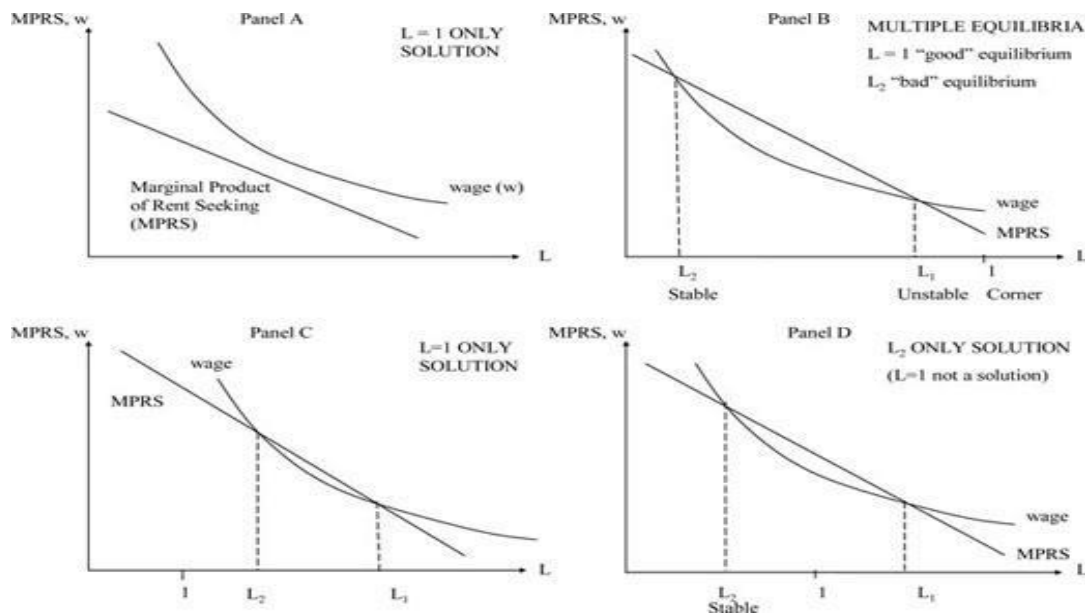 MPRS, w
Panel A
L = 1 ONLY
SOLUTION
Marginal Product
of Rent Seeking
(MPRS)
wage (w)
L
MPRS, w
Panel B
MULTIPLE EQUILIBRIA
L = 1 “good” equilibrium
L₂ “bad” equilibrium
wage
MPRS
L
L₂
L₁
1
Stable
Unstable
Corner
MPRS, w
Panel C
L=1 ONLY
SOLUTION
wage
MPRS
L
1
L₂
L₁
MPRS, w
Panel D
L₂ ONLY SOLUTION
(L=1 not a solution)
wage
MPRS
L
L₂
1
L₁
Stable